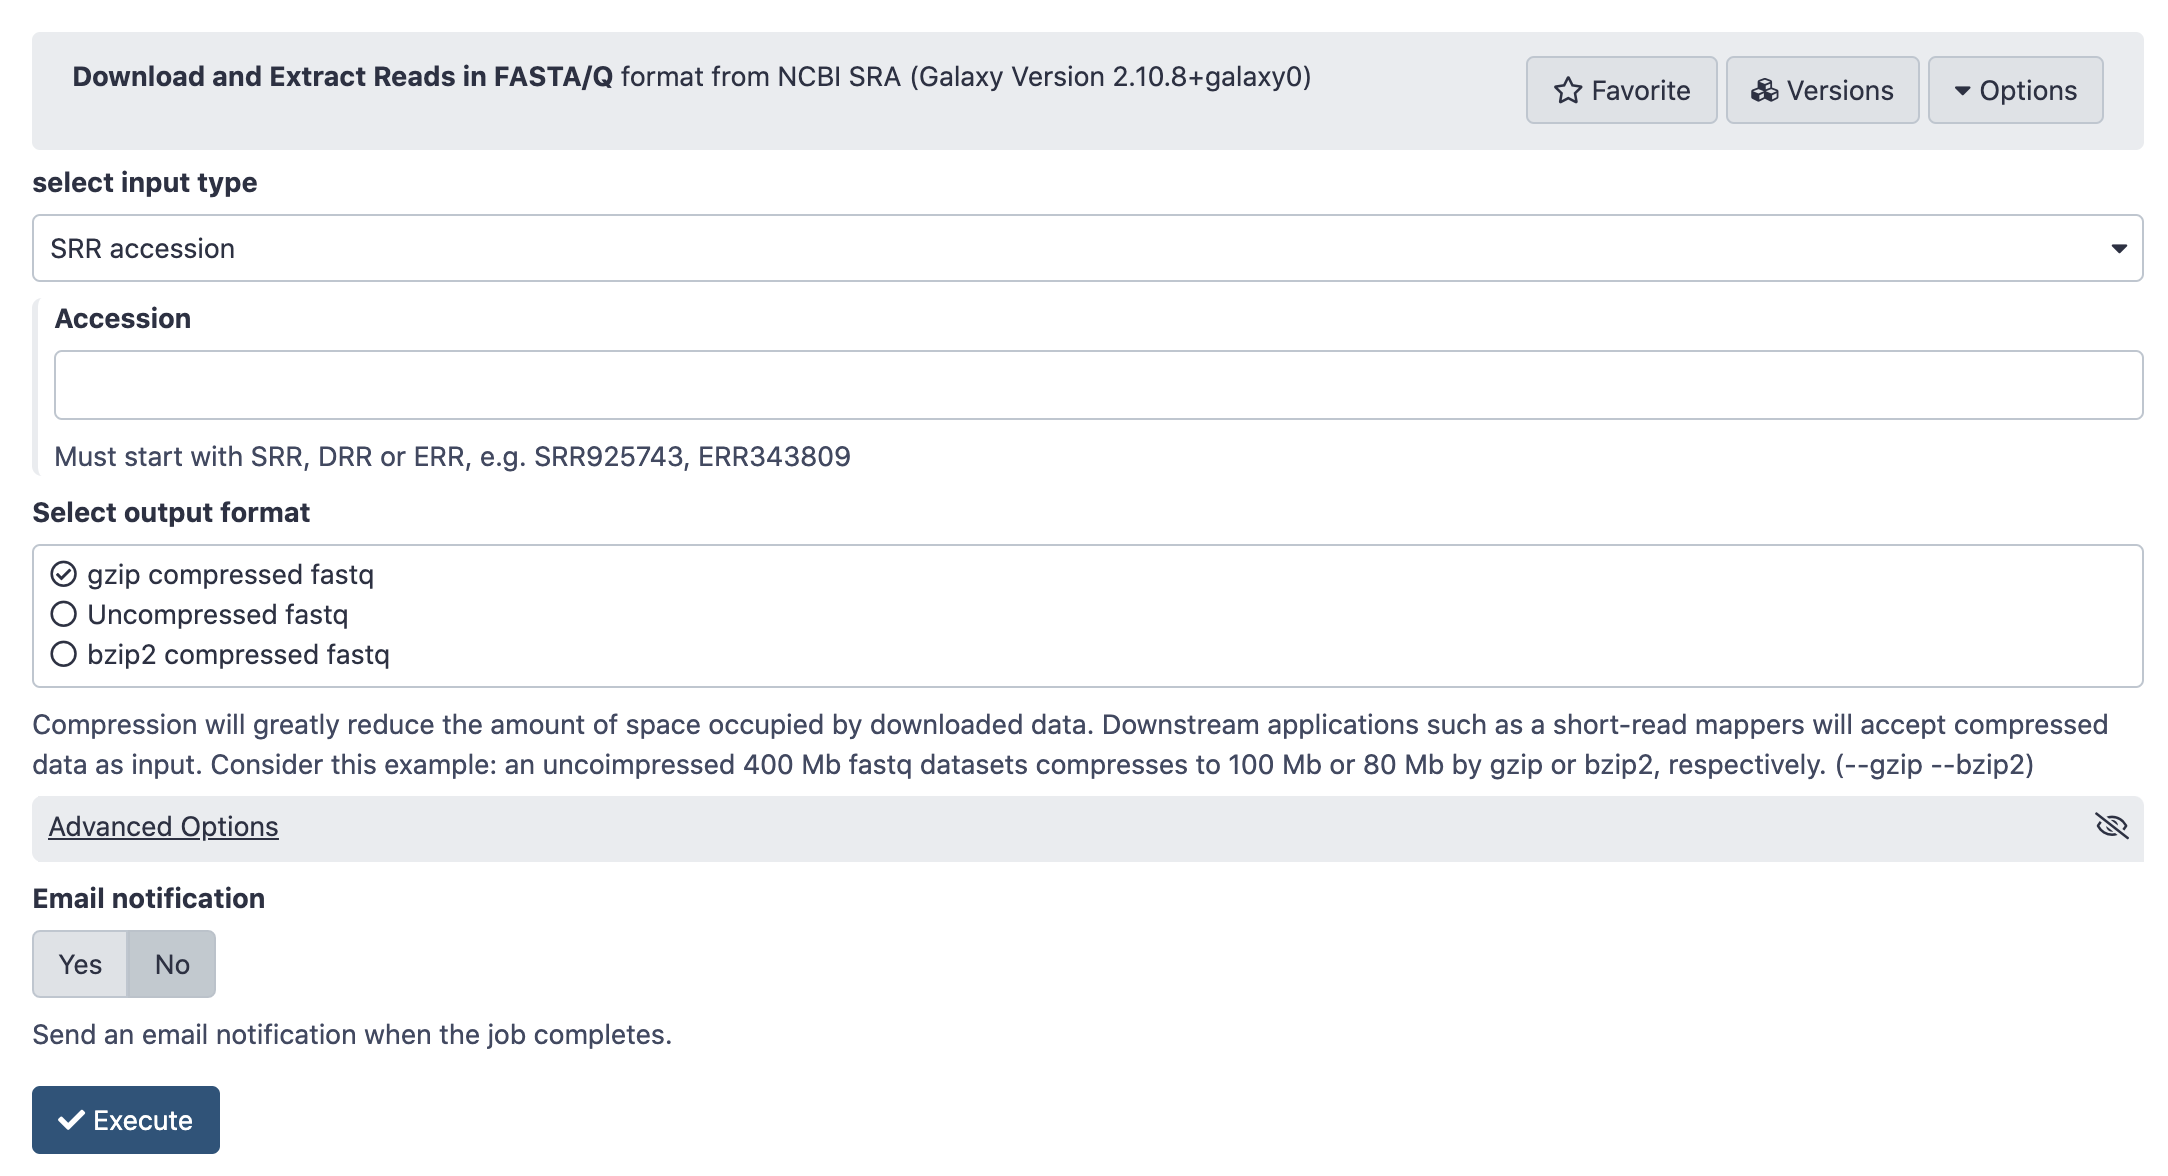 Download and Extract Reads in FASTA/Q format from NCBI SRA (Galaxy Version 2.10.8+galaxy0)
Favorite
Versions
Options
select input type
SRR accession
Accession
Must start with SRR, DRR or ERR, e.g. SRR925743, ERR343809
Select output format
gzip compressed fastq
Uncompressed fastq
bzip2 compressed fastq
Compression will greatly reduce the amount of space occupied by downloaded data. Downstream applications such as a short-read mappers will accept compressed
data as input. Consider this example: an uncoimpressed 400 Mb fastq datasets compresses to 100 Mb or 80 Mb by gzip or bzip2, respectively. (--gzip --bzip2)
Advanced Options
Email notification
Yes
No
Send an email notification when the job completes.
Execute